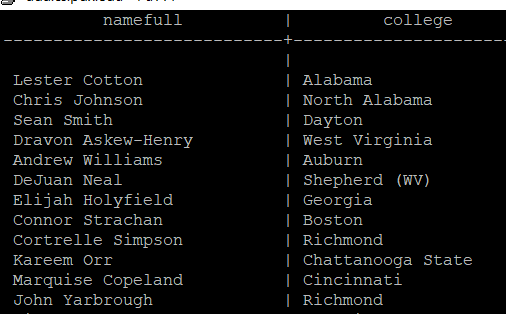 namefull | college
----------------------------+----------------------
|
Lester Cotton | Alabama
Chris Johnson | North Alabama
Sean Smith | Dayton
Dravon Askew-Henry | West Virginia
Andrew Williams | Auburn
DeJuan Neal | Shepherd (WV)
Elijah Holyfield | Georgia
Connor Strachan | Boston
Cortrelle Simpson | Richmond
Kareem Orr | Chattanooga State
Marquise Copeland | Cincinnati
John Yarbrough | Richmond